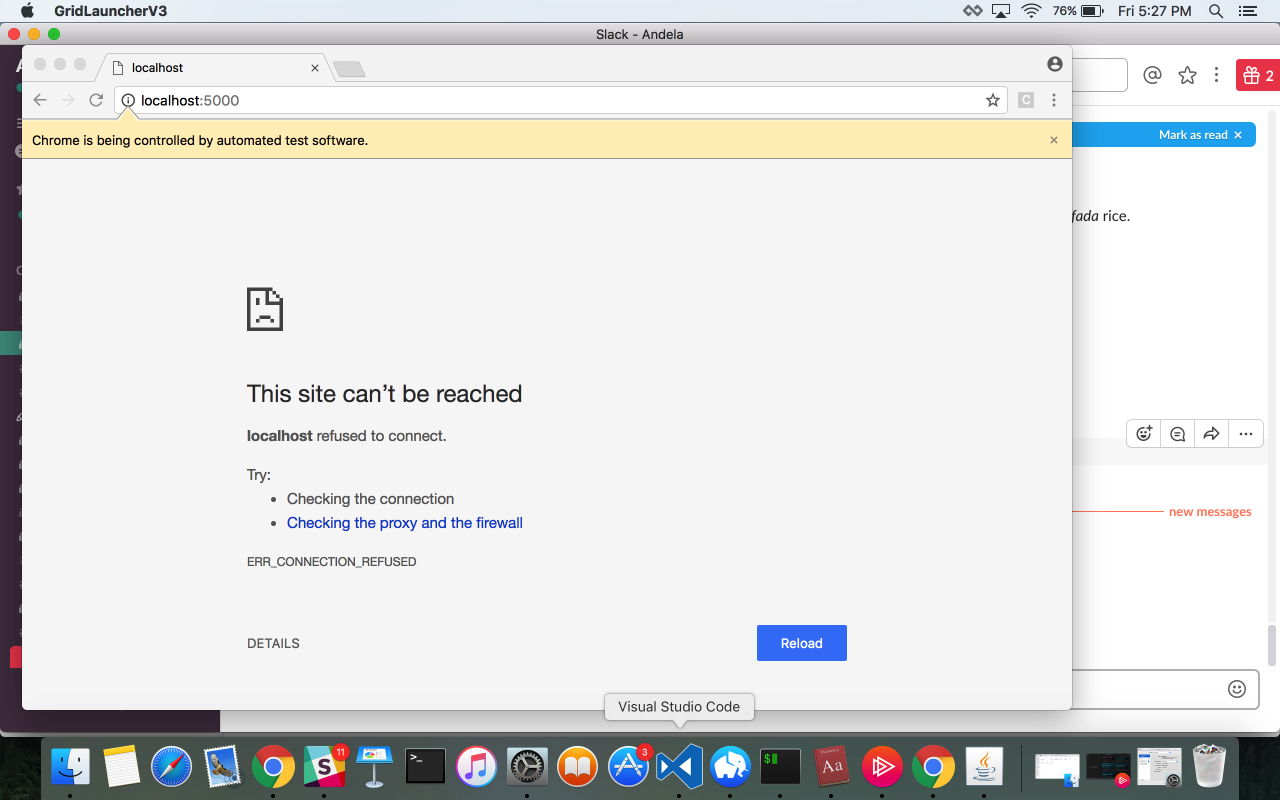 GridLauncherV3
76%
Fri 5:27 PM
Slack - Andela
localhost
localhost:5000
2
Chrome is being controlled by automated test software.
Mark as read
fada rice.
This site can’t be reached
localhost refused to connect.
Try:
Checking the connection
Checking the proxy and the firewall
new messages
ERR_CONNECTION_REFUSED
DETAILS
Reload
Visual Studio Code
11
3
S
>_
$
Aa